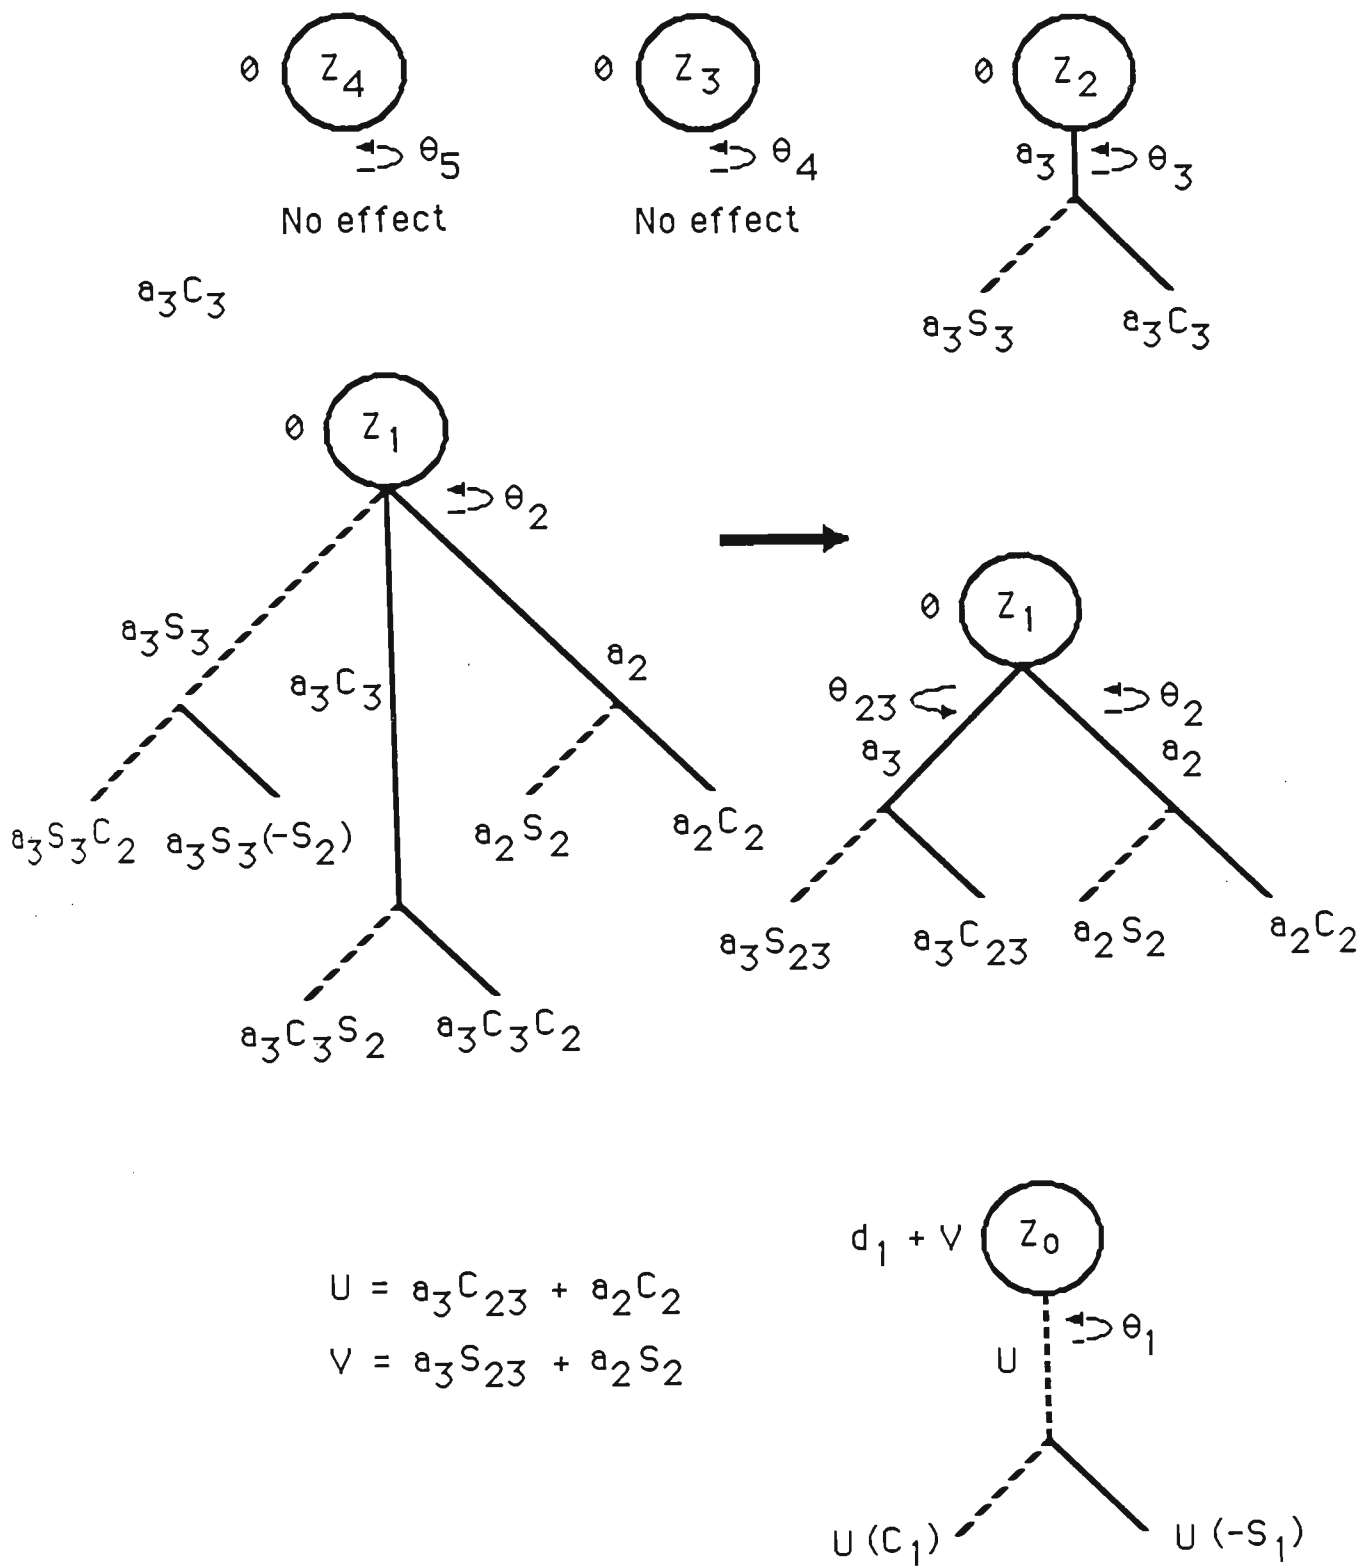 0 Z₄ 0 Z₃ 0 Z₂
θ₅ θ₄ a₃ θ₃
No effect No effect
a₃C₃
a₃S₃ a₃C₃
0 Z₁
θ₂
a₃S₃ a₃C₃ a₂
a₃S₃C₂ a₃S₃(-S₂) a₂S₂ a₂C₂
a₃C₃S₂ a₃C₃C₂
0 Z₁
θ₂₃ θ₂
a₃ a₂
a₃S₂₃ a₃C₂₃ a₂S₂ a₂C₂
U = a₃C₂₃ + a₂C₂
V = a₃S₂₃ + a₂S₂
d₁ + V Z₀
U θ₁
U(C₁) U(-S₁)